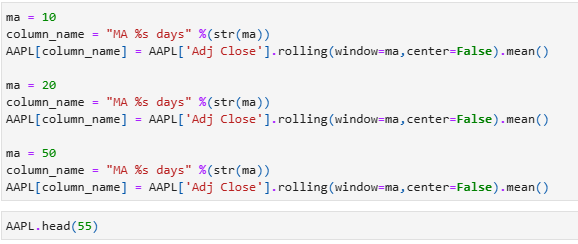 ma = 10
column_name = "MA %s days" %(str(ma))
AAPL[column_name] = AAPL['Adj Close'].rolling(window=ma,center=False).mean()
ma = 20
column_name = "MA %s days" %(str(ma))
AAPL[column_name] = AAPL['Adj Close'].rolling(window=ma,center=False).mean()
ma = 50
column_name = "MA %s days" %(str(ma))
AAPL[column_name] = AAPL['Adj Close'].rolling(window=ma,center=False).mean()
AAPL.head(55)